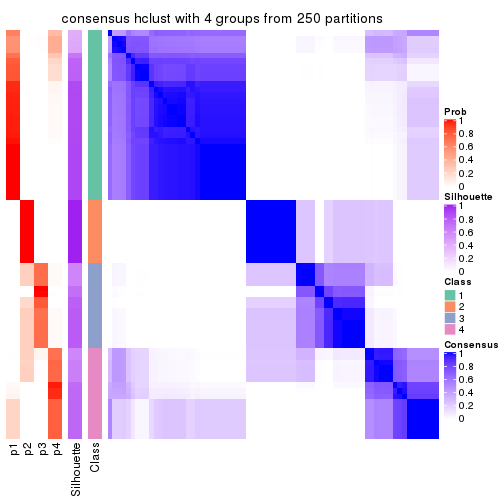 consensus hclust with 4 groups from 250 partitions
Prob
1
0.8
0.6
0.4
0.2
0
Silhouette
1
0.8
0.6
0.4
0.2
0
Class
1
2
3
4
Consensus
1
0.8
0.6
0.4
0.2
0
p1
p2
p3
p4
Silhouette
Class